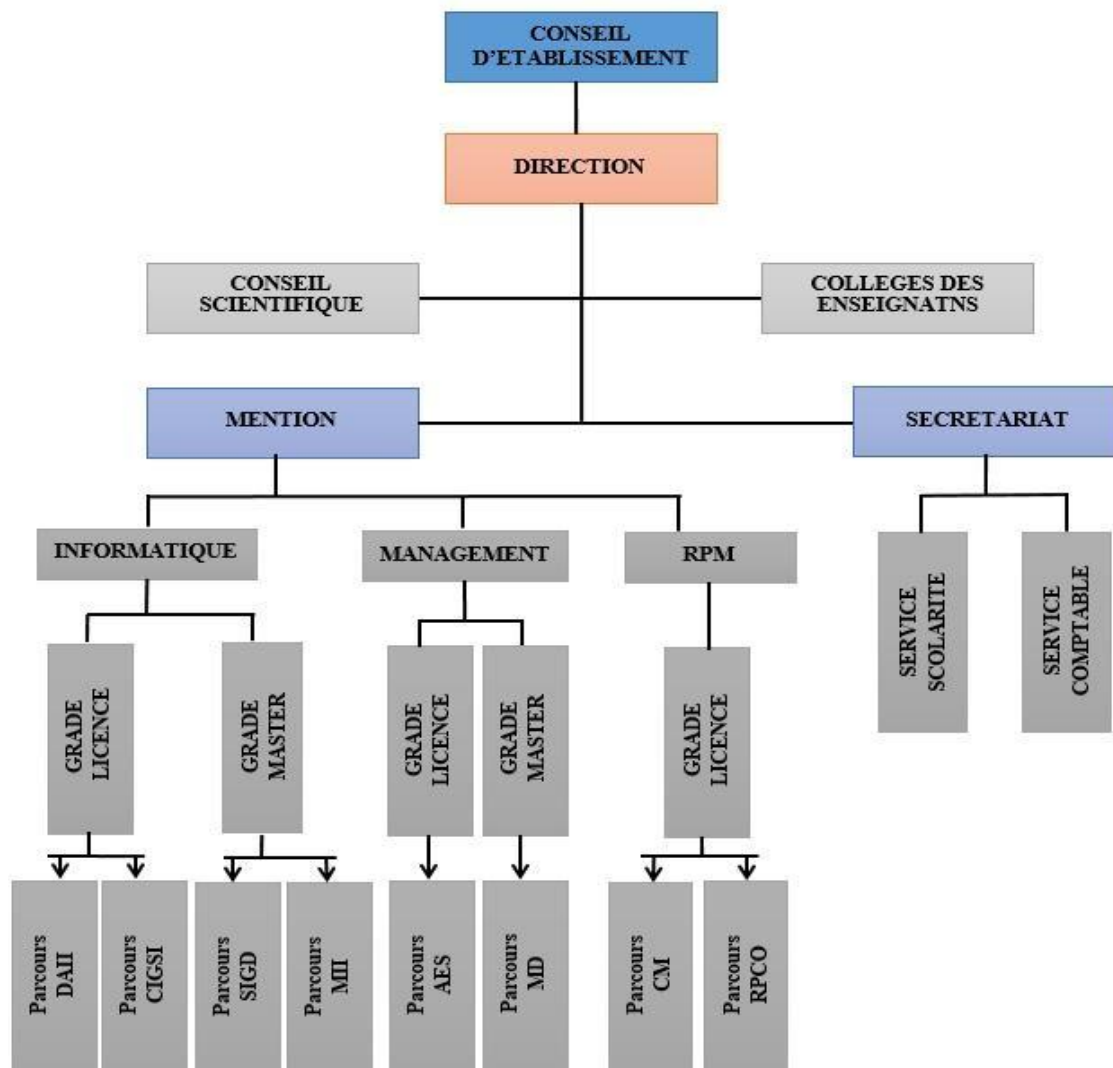 CONSEIL
D'ETABLISSEMENT
DIRECTION
CONSEIL
SCIENTIFIQUE
COLLEGES DES
ENSEIGNATNS
MENTION
SECRETARIAT
INFORMATIQUE
MANAGEMENT
RPM
SERVICE
SCOLARITE
SERVICE
COMPTABLE
GRADE
LICENCE
GRADE
MASTER
GRADE
LICENCE
GRADE
MASTER
GRADE
LICENCE
Parcours
DAII
Parcours
CIGSI
Parcours
SIGD
Parcours
MII
Parcours
AES
Parcours
MD
Parcours
CM
Parcours
RPCO